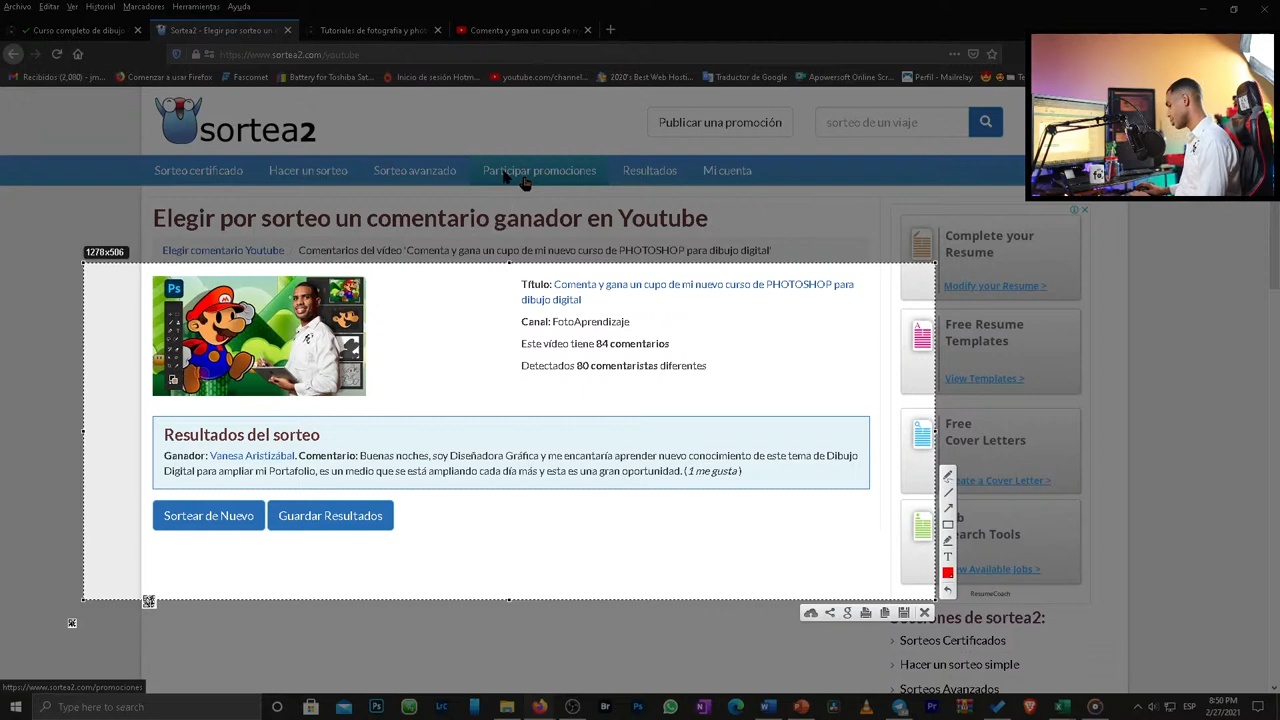 Archivo Editar Ver Historial Marcadores Herramientas Ayuda
Curso completo de dibujo
Sortea2 - Elegir por sorteo un
Tutoriales de fotografía y phot
Comenta y gana un cupo de m
https://www.sortea2.com/youtube
Recibidos (2,080) - jm...
Comenzar a usar Firefox
Fascomet
Battery for Toshiba Sat...
Inicio de sesión Hotm...
youtube.com/channel...
2020's Best Web Hosti...
Traductor de Google
Apowersoft Online Scr...
Perfil - Mailrelay
sortea2
Publicar una promoción
sorteo de un viaje
Sorteo certificado
Hacer un sorteo
Sorteo avanzado
Participar promociones
Resultados
Mi cuenta
Elegir por sorteo un comentario ganador en Youtube
Elegir comentario Youtube / Comentarios del vídeo 'Comenta y gana un cupo de mi nuevo curso de PHOTOSHOP para dibujo digital'
1278x506
Ps
Título: Comenta y gana un cupo de mi nuevo curso de PHOTOSHOP para
dibujo digital
Canal: FotoAprendizaje
Este vídeo tiene 84 comentarios
Detectados 80 comentaristas diferentes
Resultados del sorteo
Ganador: Vanesa Aristizábal. Comentario: Buenas noches, soy Diseñadora Gráfica y me encantaría aprender nuevo conocimiento de este tema de Dibujo
Digital para ampliar mi Portafolio, es un medio que se está ampliando cada día más y esta es una gran oportunidad. ( 1 me gusta )
Sortear de Nuevo
Guardar Resultados
Complete your
Resume
Modify your Resume >
Free Resume
Templates
View Templates >
Free
Cover Letters
eate a Cover Letter >
b
earch Tools
ew Available Jobs >
ResumeCoach
ecciones de sortea2:
Sorteos Certificados
Hacer un sorteo simple
Sorteos Avanzados
https://www.sortea2.com/promociones
Type here to search
ESP
8:50 PM
2/27/2021